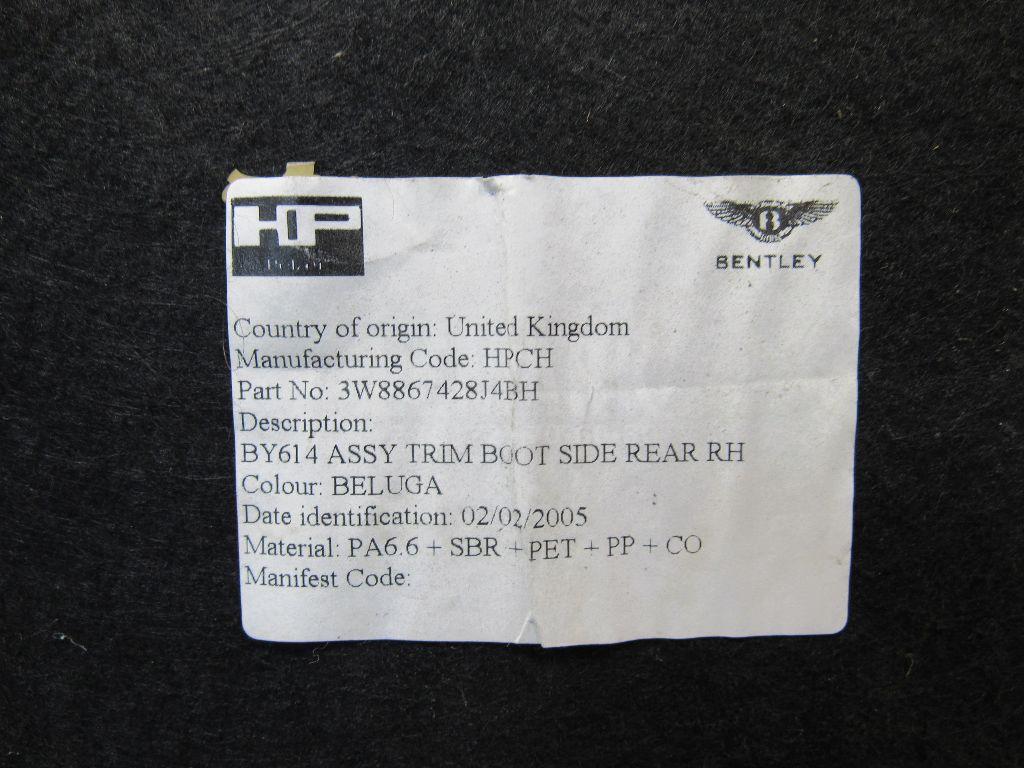 HP
B
BENTLEY
Country of origin: United Kingdom
Manufacturing Code: HPCH
Part No: 3W8867428J4BH
Description:
BY614 ASSY TRIM BOOT SIDE REAR RH
Colour: BELUGA
Date identification: 02/02/2005
Material: PA6.6 + SBR + PET + PP + CO
Manifest Code: